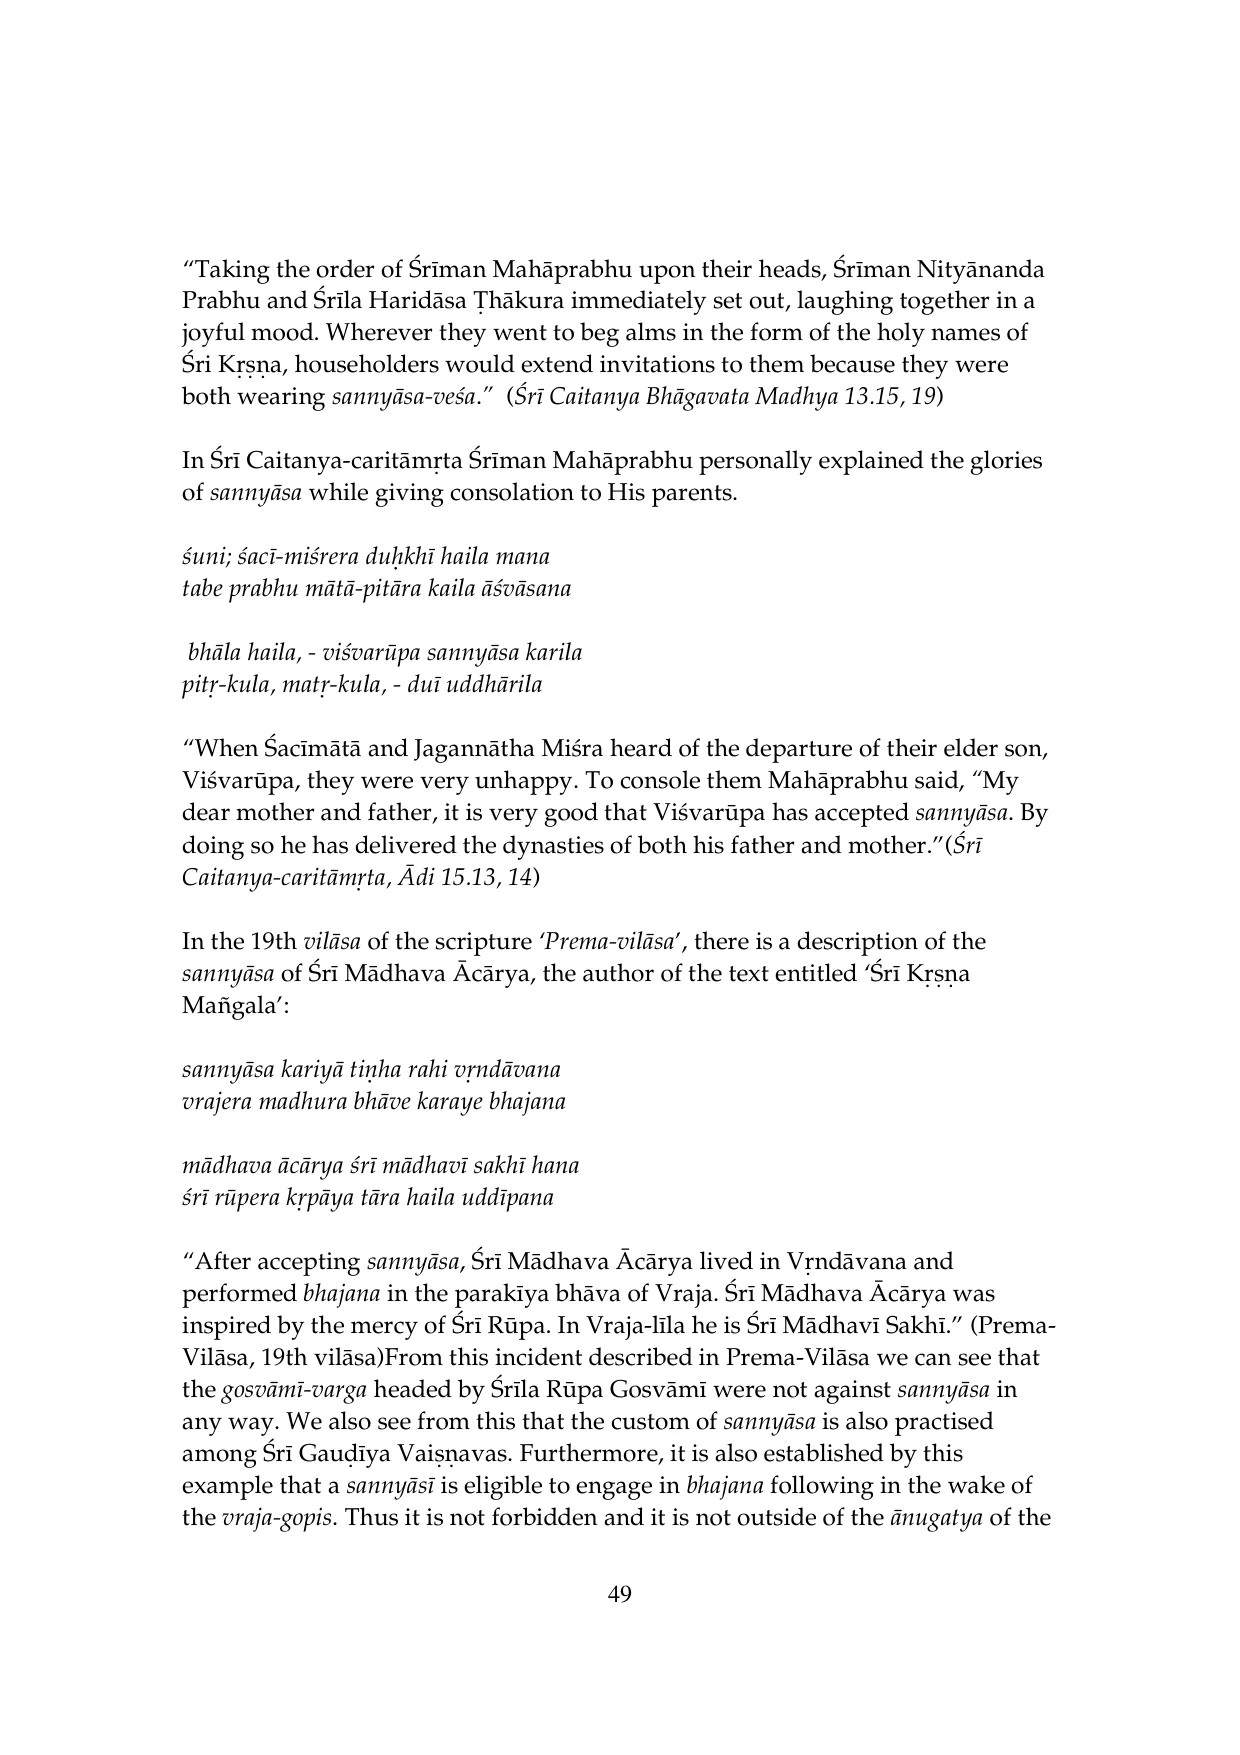 “Taking the order of Śrīman Mahāprabhu upon their heads, Śrīman Nityānanda
Prabhu and Śrīla Haridāsa Ṭhākura immediately set out, laughing together in a
joyful mood. Wherever they went to beg alms in the form of the holy names of
Śri Kṛṣṇa, householders would extend invitations to them because they were
both wearing sannyāsa-veśa.” (Śrī Caitanya Bhāgavata Madhya 13.15, 19)
In Śrī Caitanya-caritāmṛta Śrīman Mahāprabhu personally explained the glories
of sannyāsa while giving consolation to His parents.
śuni; śacī-miśrera duḥkhī haila mana
tabe prabhu mātā-pitāra kaila āśvāsana
bhāla haila, - viśvarūpa sannyāsa karila
pitṛ-kula, matṛ-kula, - duī uddhārila
“When Śacīmātā and Jagannātha Miśra heard of the departure of their elder son,
Viśvarūpa, they were very unhappy. To console them Mahāprabhu said, “My
dear mother and father, it is very good that Viśvarūpa has accepted sannyāsa. By
doing so he has delivered the dynasties of both his father and mother.”(Śrī
Caitanya-caritāmṛta, Ādi 15.13, 14)
In the 19th vilāsa of the scripture ‘Prema-vilāsa’, there is a description of the
sannyāsa of Śrī Mādhava Ācārya, the author of the text entitled ‘Śrī Kṛṣṇa
Mañgala’:
sannyāsa kariyā tiṇha rahi vṛndāvana
vrajera madhura bhāve karaye bhajana
mādhava ācārya śrī mādhavī sakhī hana
śrī rūpera kṛpāya tāra haila uddīpana
“After accepting sannyāsa, Śrī Mādhava Ācārya lived in Vṛndāvana and
performed bhajana in the parakīya bhāva of Vraja. Śrī Mādhava Ācārya was
inspired by the mercy of Śrī Rūpa. In Vraja-līla he is Śrī Mādhavī Sakhī.” (Prema-
Vilāsa, 19th vilāsa)From this incident described in Prema-Vilāsa we can see that
the gosvāmī-varga headed by Śrīla Rūpa Gosvāmī were not against sannyāsa in
any way. We also see from this that the custom of sannyāsa is also practised
among Śrī Gauḍīya Vaiṣṇavas. Furthermore, it is also established by this
example that a sannyāsī is eligible to engage in bhajana following in the wake of
the vraja-gopis. Thus it is not forbidden and it is not outside of the ānugatya of the
49